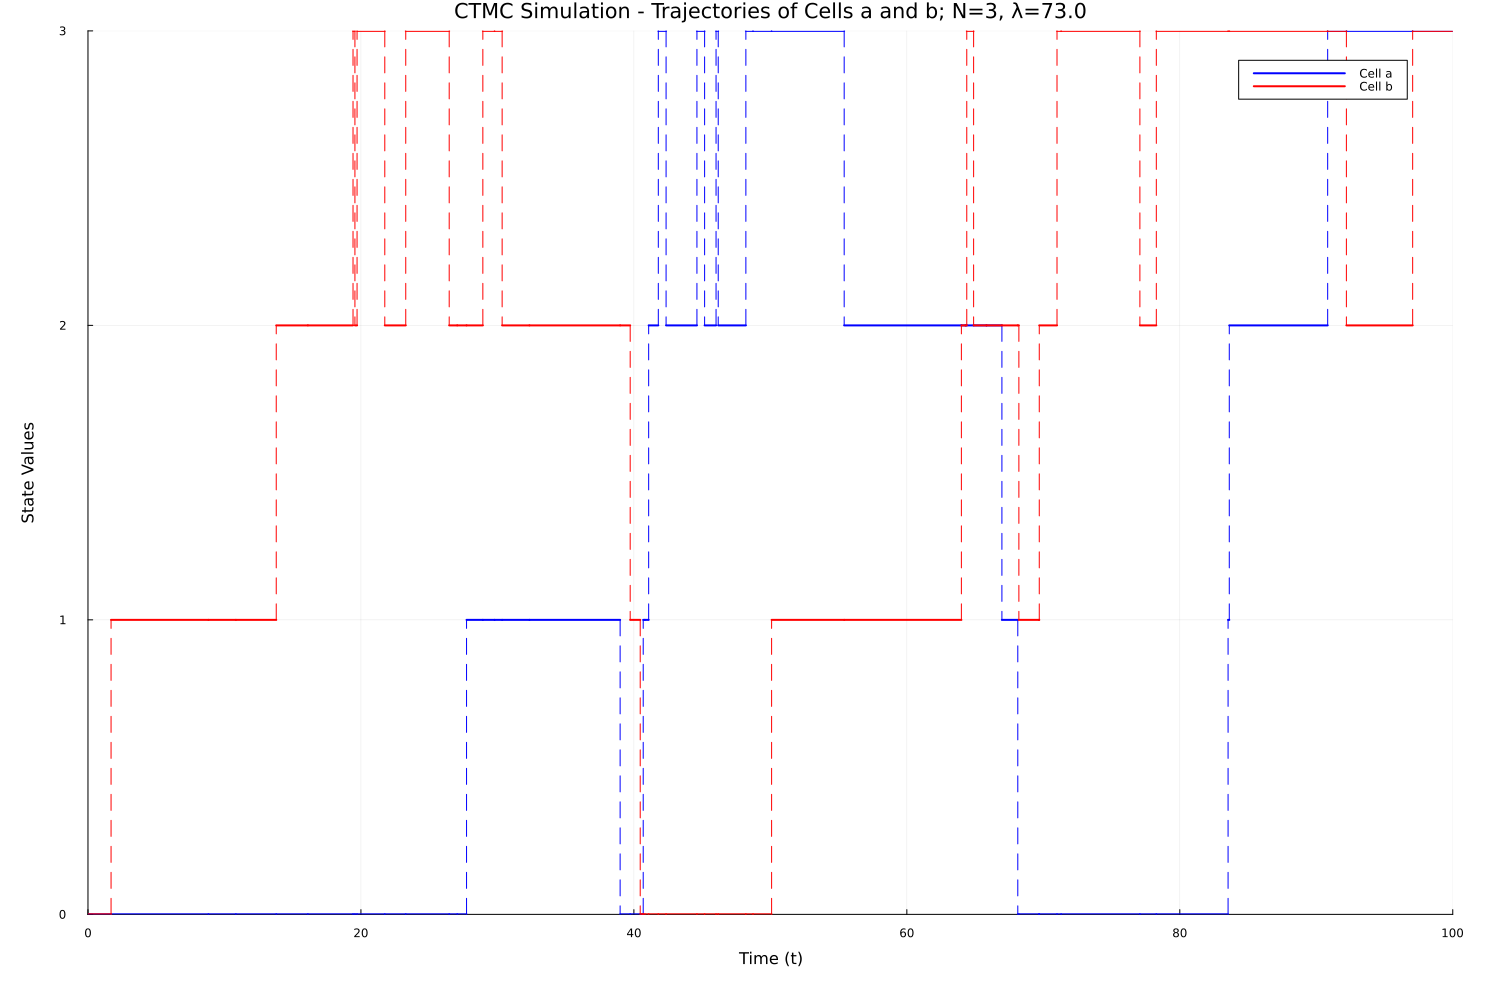 CTMC Simulation - Trajectories of Cells a and b; N=3, λ=73.0
3
Cell a
Cell b
2
State Values
1
0
0 20 40 60 80 100
Time (t)